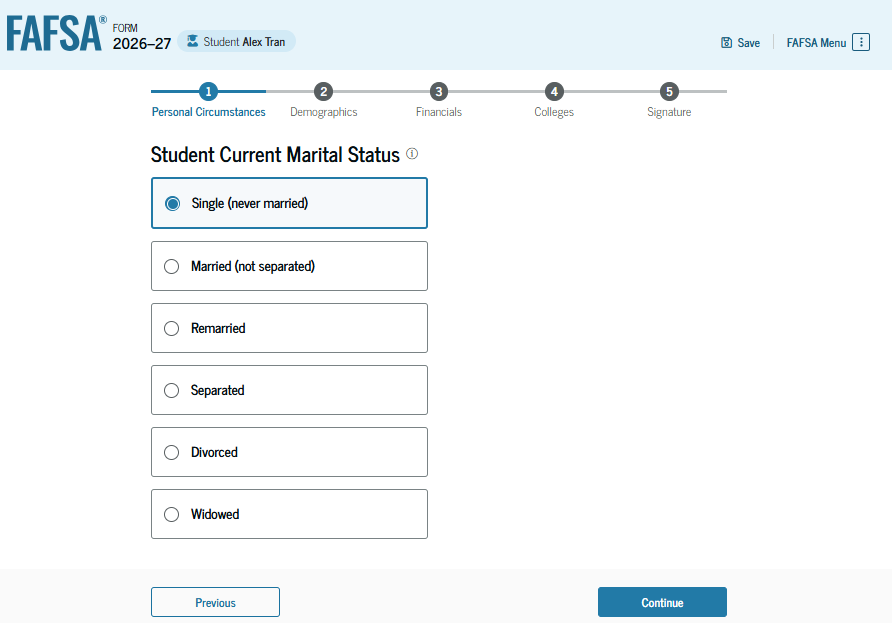 FAFSA®
FORM
2026–27
Student Alex Tran
Save
FAFSA Menu
1 2 3 4 5
Personal Circumstances Demographics Financials Colleges Signature
Student Current Marital Status
Single (never married)
Married (not separated)
Remarried
Separated
Divorced
Widowed
Previous
Continue